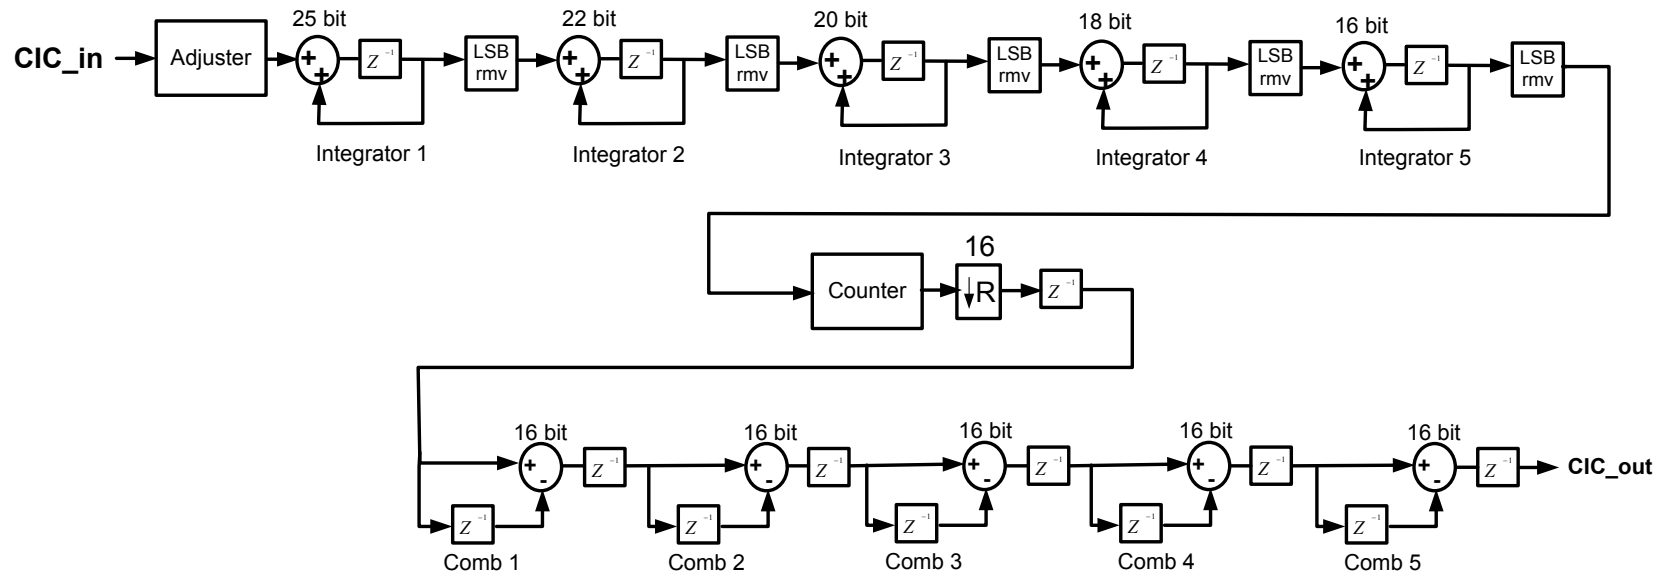 25 bit
22 bit
20 bit
18 bit
16 bit
CIC_in
Adjuster
+
+
Z⁻¹
LSB
rmv
+
+
Z⁻¹
LSB
rmv
+
+
Z⁻¹
LSB
rmv
+
+
Z⁻¹
LSB
rmv
+
+
Z⁻¹
LSB
rmv
Integrator 1
Integrator 2
Integrator 3
Integrator 4
Integrator 5
16
Counter
↓R
Z⁻¹
16 bit
16 bit
16 bit
16 bit
16 bit
+
-
Z⁻¹
+
-
Z⁻¹
+
-
Z⁻¹
+
-
Z⁻¹
+
-
Z⁻¹
CIC_out
Z⁻¹
Z⁻¹
Z⁻¹
Z⁻¹
Z⁻¹
Comb 1
Comb 2
Comb 3
Comb 4
Comb 5